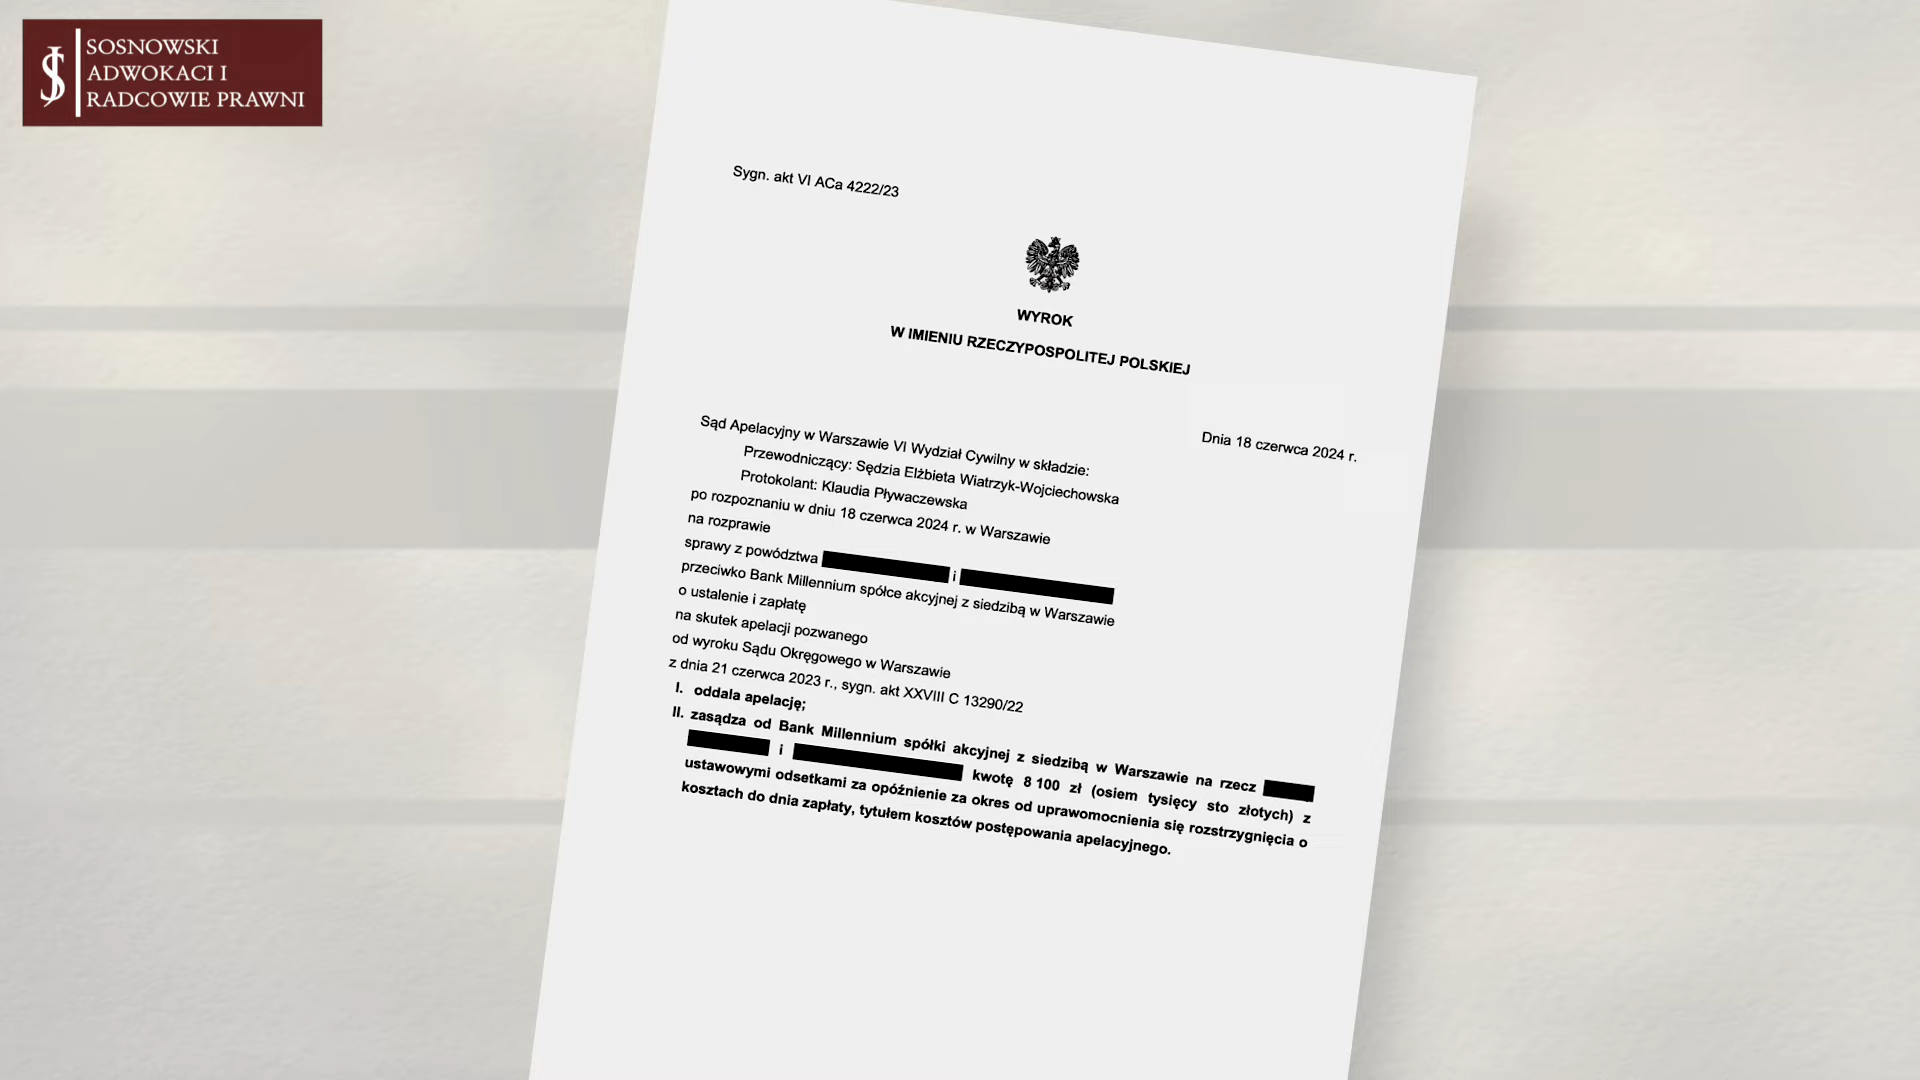 SOSNOWSKI
ADWOKACI I
RADCOWIE PRAWNI
Sygn. akt VI ACa 4222/23
WYROK
W IMIENIU RZECZYPOSPOLITEJ POLSKIEJ
Dnia 18 czerwca 2024 r.
Sąd Apelacyjny w Warszawie VI Wydział Cywilny w składzie:
Przewodniczący: Sędzia Elżbieta Wiatrzyk-Wojciechowska
Protokolant: Klaudia Pływaczewska
po rozpoznaniu w dniu 18 czerwca 2024 r. w Warszawie
na rozprawie
sprawy z powództwa i
przeciwko Bank Millennium spółce akcyjnej z siedzibą w Warszawie
o ustalenie i zapłatę
na skutek apelacji pozwanego
od wyroku Sądu Okręgowego w Warszawie
z dnia 21 czerwca 2023 r., sygn. akt XXVIII C 13290/22
I. oddala apelację;
II. zasądza od Bank Millennium spółki akcyjnej z siedzibą w Warszawie na rzecz
i kwotę 8 100 zł (osiem tysięcy sto złotych) z
ustawowymi odsetkami za opóźnienie za okres od uprawomocnienia się rozstrzygnięcia o
kosztach do dnia zapłaty, tytułem kosztów postępowania apelacyjnego.